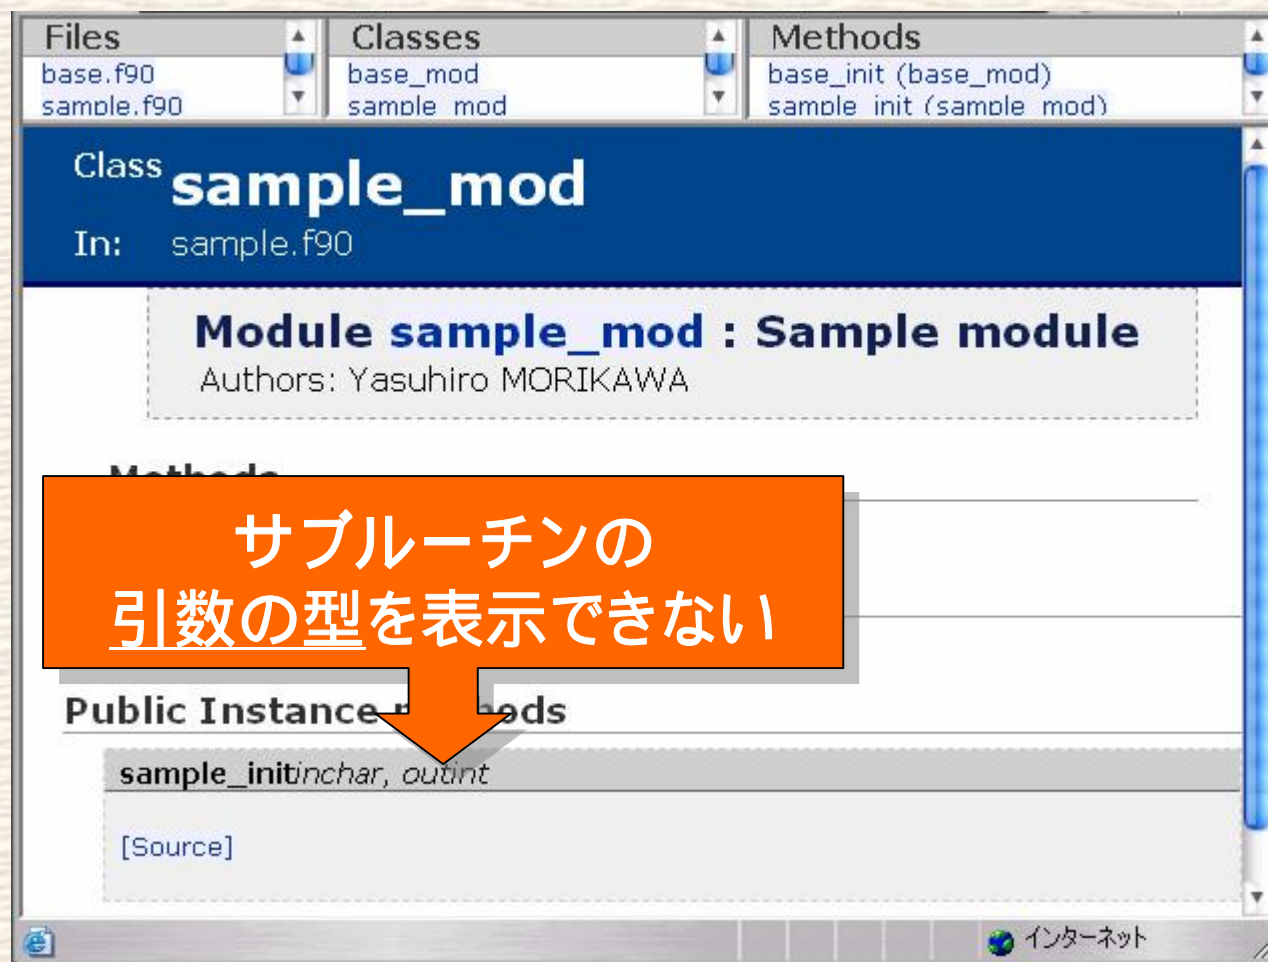 Files
base.f90
sample.f90
Classes
base_mod
sample_mod
Methods
base_init (base_mod)
sample_init (sample_mod)
Class sample_mod
In: sample.f90
Module sample_mod : Sample module
Authors: Yasuhiro MORIKAWA
Methods
サブルーチンの
引数の型を表示できない
Public Instance methods
sample_initinchar, outint
[Source]
インターネット